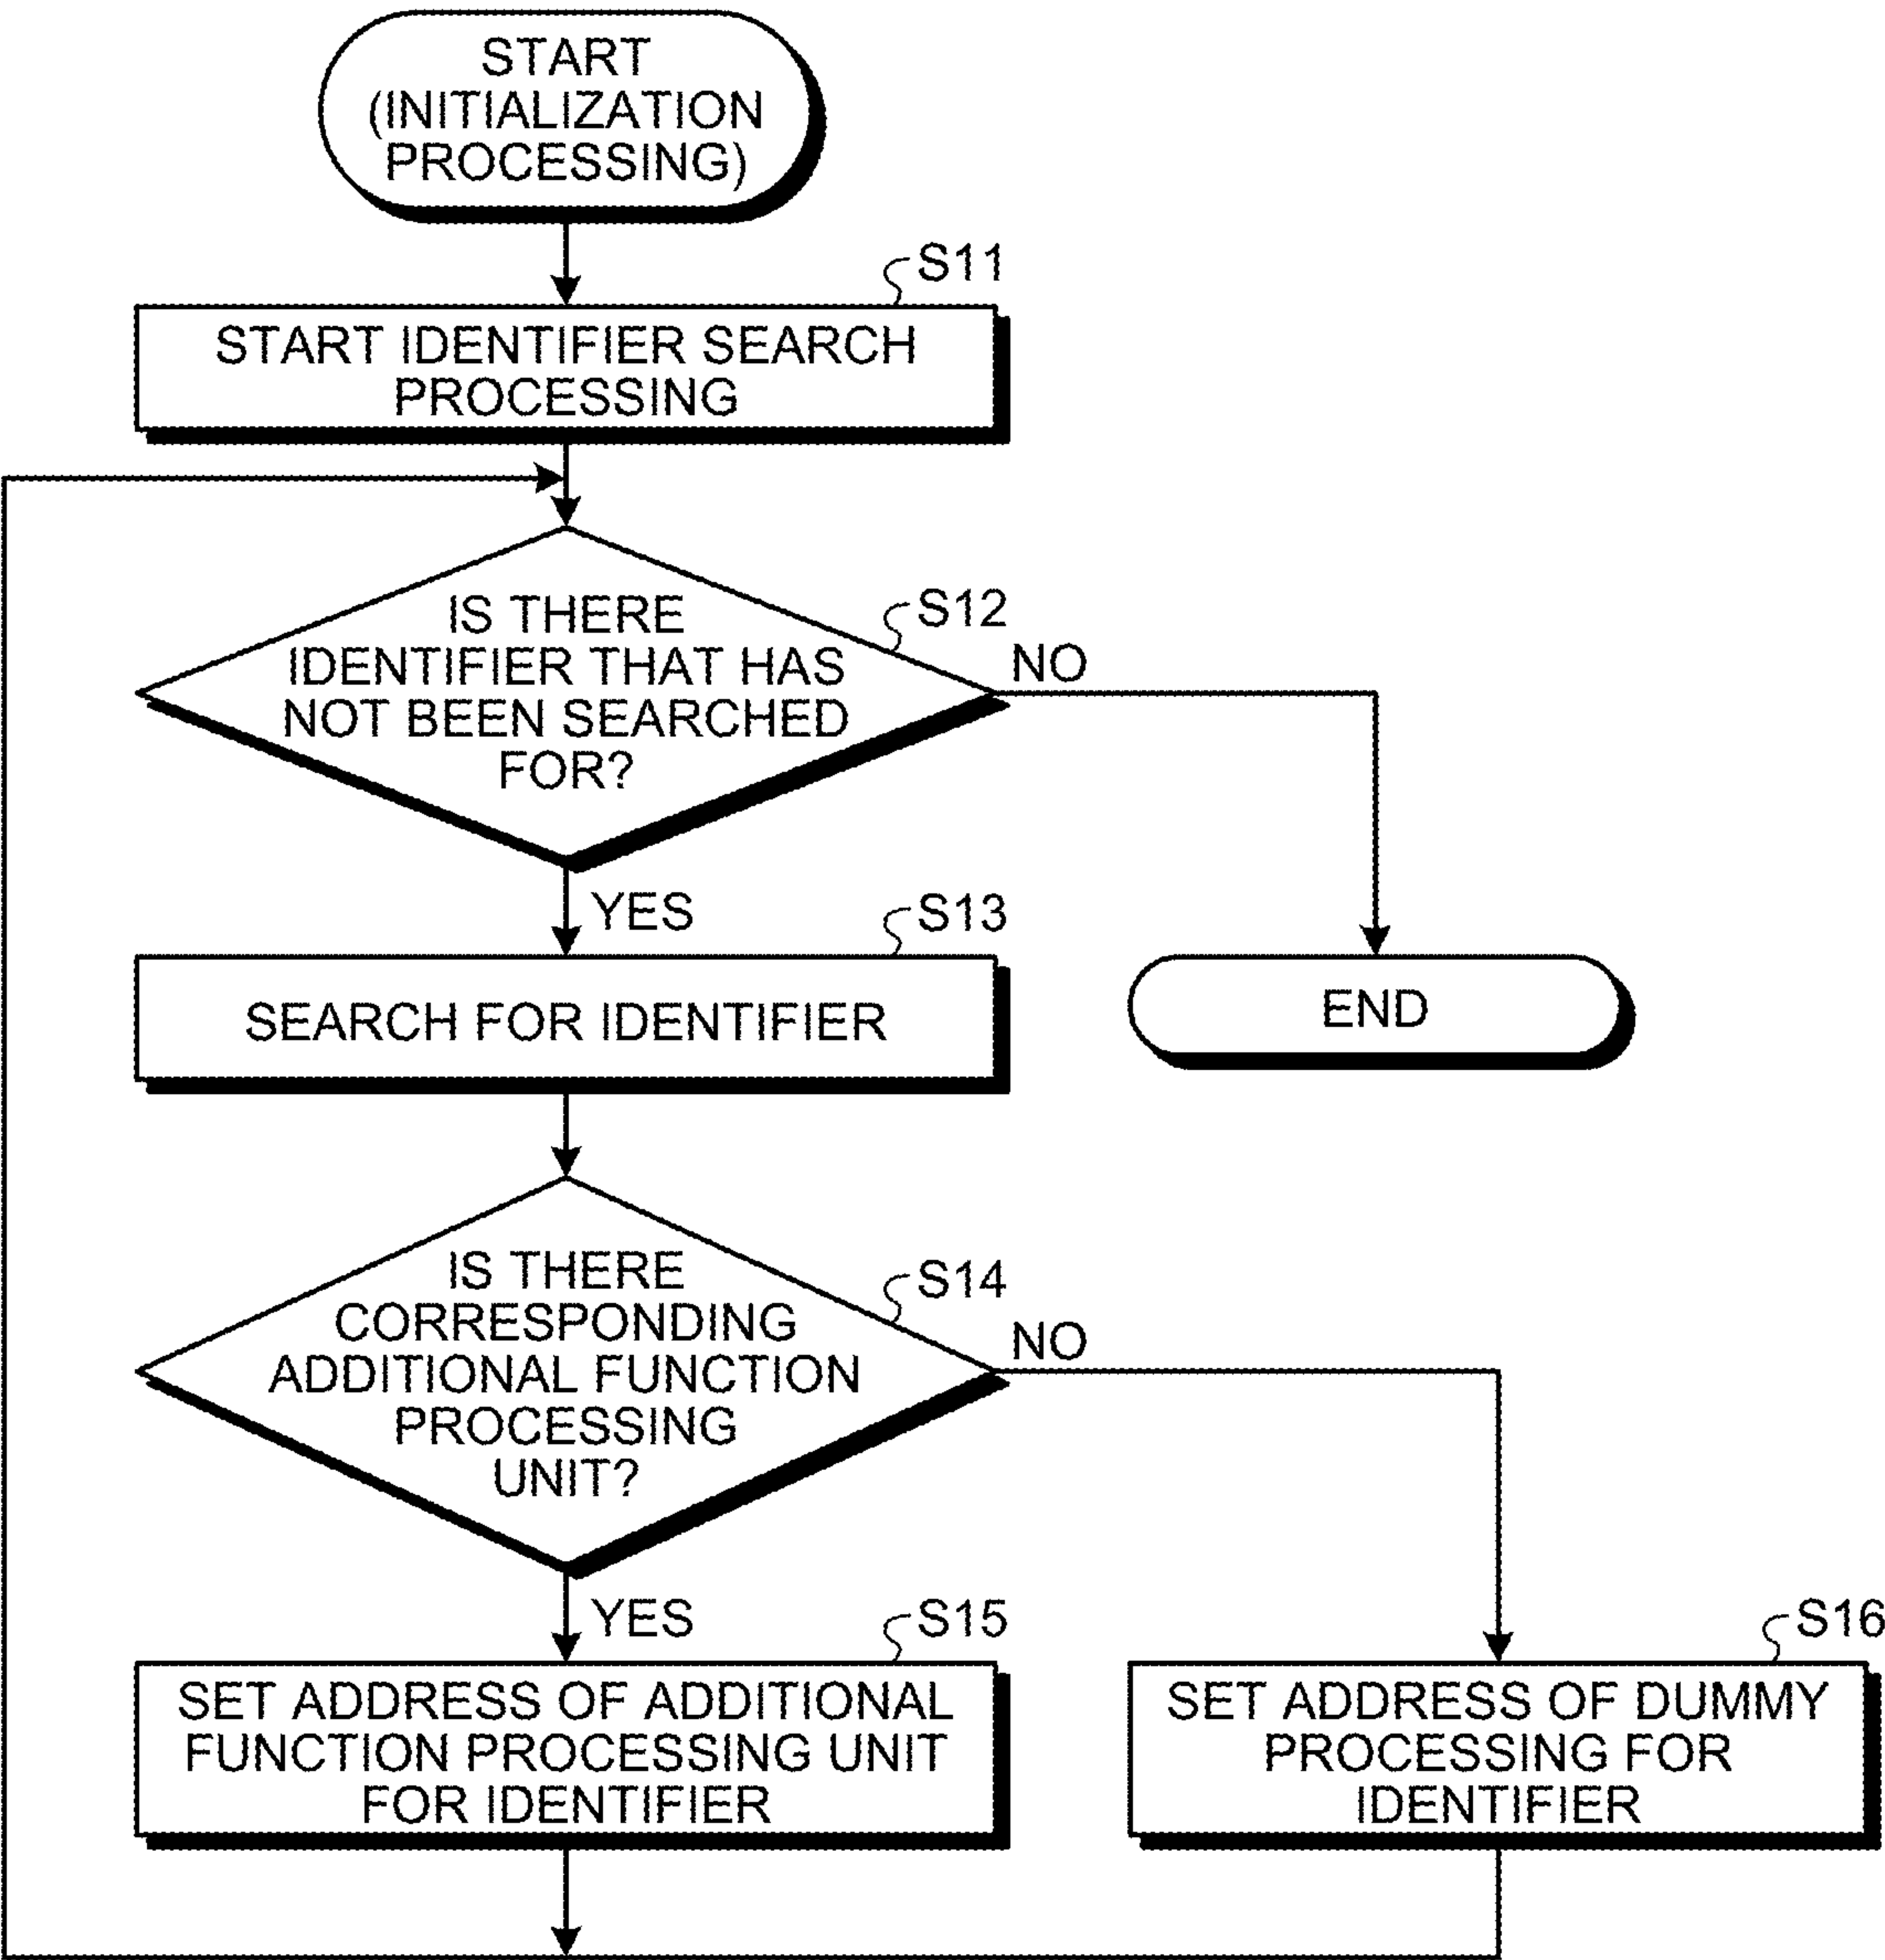 START
(INITIALIZATION
PROCESSING)
S11
START IDENTIFIER SEARCH
PROCESSING
S12
IS THERE
IDENTIFIER THAT HAS
NOT BEEN SEARCHED
FOR?
NO
YES
S13
SEARCH FOR IDENTIFIER
END
S14
IS THERE
CORRESPONDING
ADDITIONAL FUNCTION
PROCESSING
UNIT?
NO
YES
S15
SET ADDRESS OF ADDITIONAL
FUNCTION PROCESSING UNIT
FOR IDENTIFIER
S16
SET ADDRESS OF DUMMY
PROCESSING FOR
IDENTIFIER